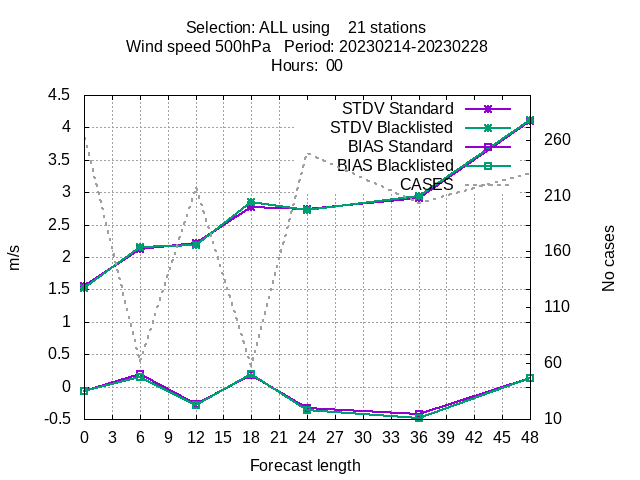 Selection: ALL using    21 stations
Wind speed 500hPa   Period: 20230214-20230228
Hours:  00
4.5
4
3.5
3
2.5
2
1.5
1
0.5
0
-0.5
m/s
STDV Standard
STDV Blacklisted
BIAS Standard
BIAS Blacklisted
CASES
260
210
160
110
60
10
No cases
0 3 6 9 12 15 18 21 24 27 30 33 36 39 42 45 48
Forecast length